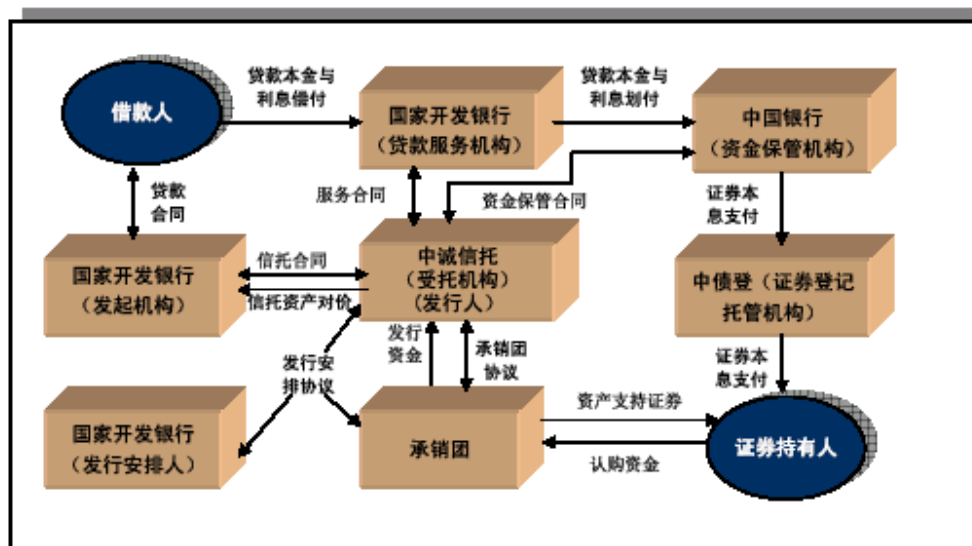 贷款本金与
利息偿付
贷款本金与
利息划付
借款人
国家开发银行
（贷款服务机构）
中国银行
（资金保管机构）
贷款
合同
服务合同
资金保管合同
证券本
息支付
国家开发银行
（发起机构）
信托合同
信托资产对价
中诚信托
（受托机构）
（发行人）
中债登（证券登记
托管机构）
发行安
排协议
发行
资金
承销团
协议
证券本
息支付
国家开发银行
（发行安排人）
承销团
资产支持证券
认购资金
证券持有人